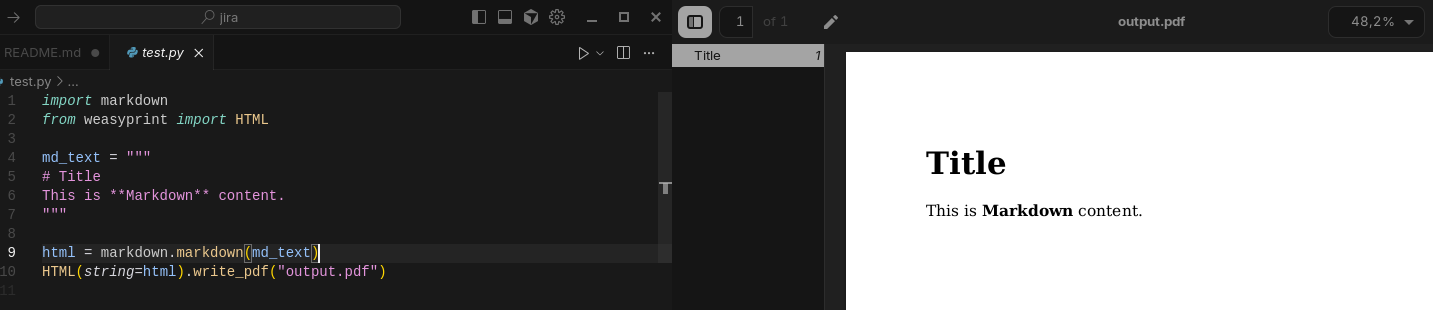 jira
README.md
test.py
test.py > ...
1 import markdown
2 from weasyprint import HTML
3
4 md_text = """
5 # Title
6 This is **Markdown** content.
7 """
8
9 html = markdown.markdown(md_text)
10 HTML(string=html).write_pdf("output.pdf")
11
1 of 1
output.pdf
48,2%
Title 1
Title
This is Markdown content.